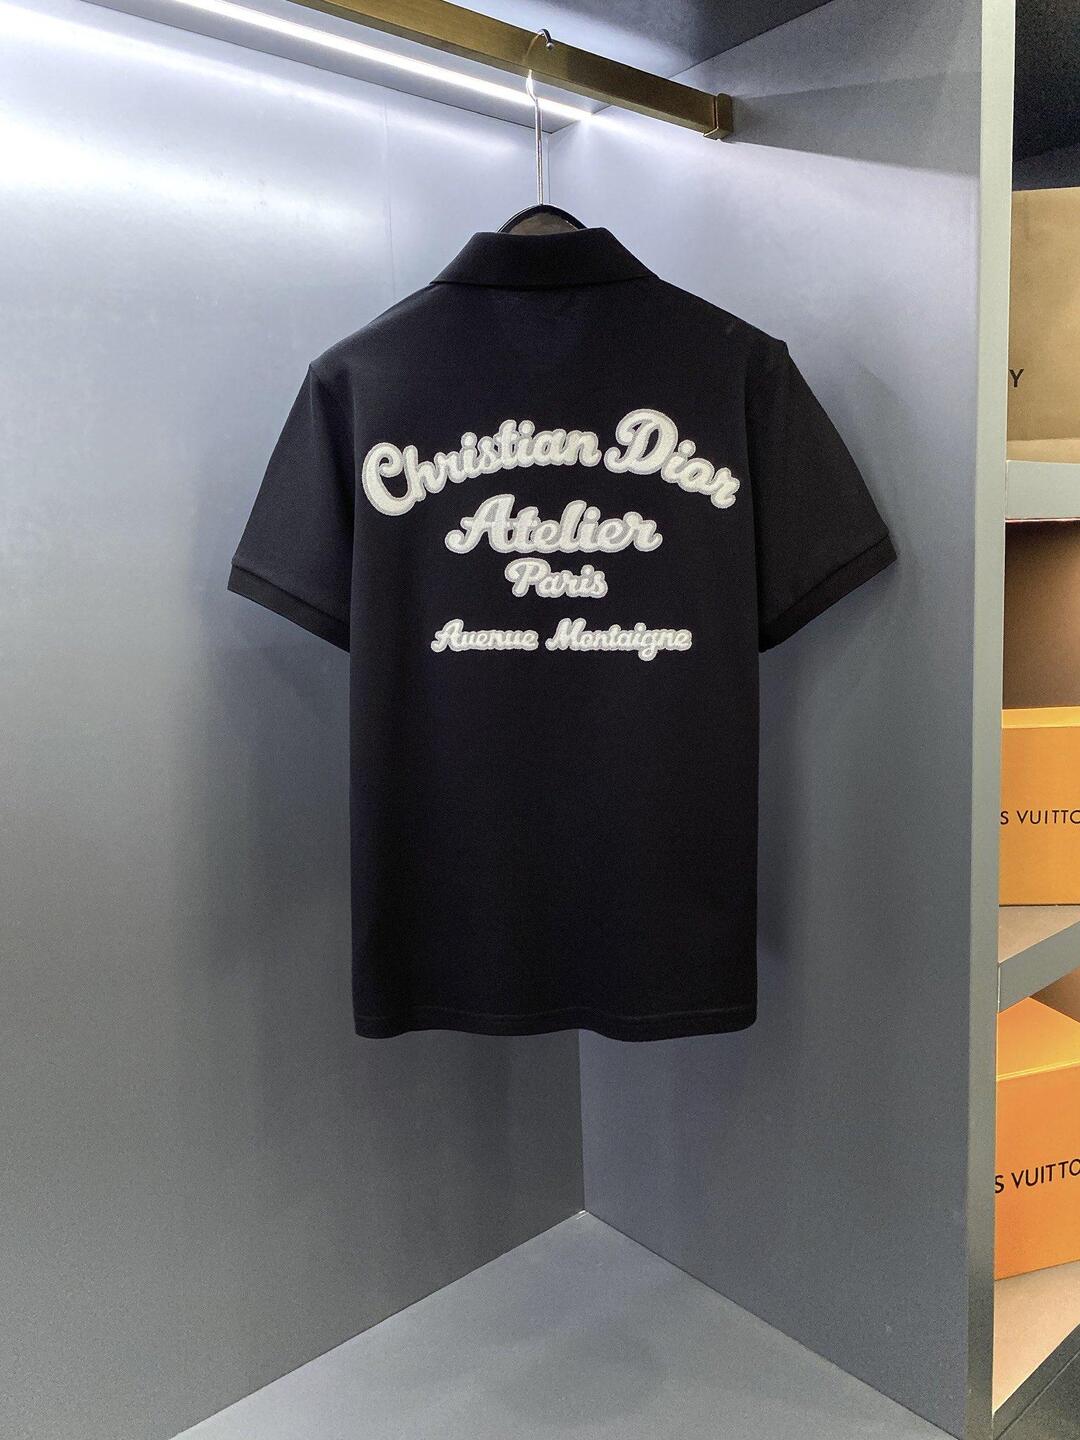 Christian Dior
Atelier
Paris
Avenue Montaigne
Y
S VUITTO
S VUITTO